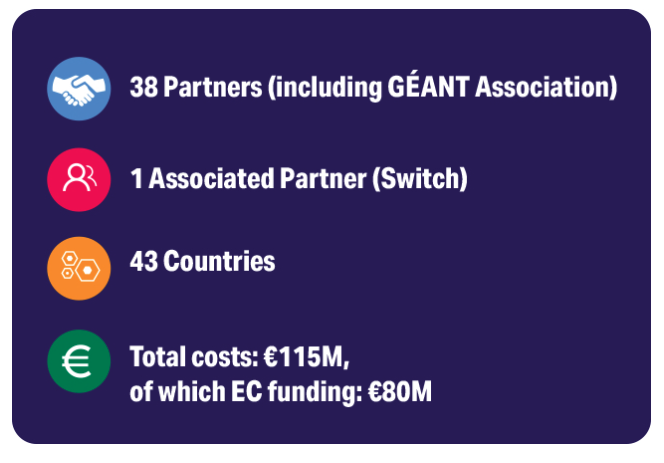 38 Partners (including GÉANT Association)
1 Associated Partner (Switch)
43 Countries
€
Total costs: €115M,
of which EC funding: €80M